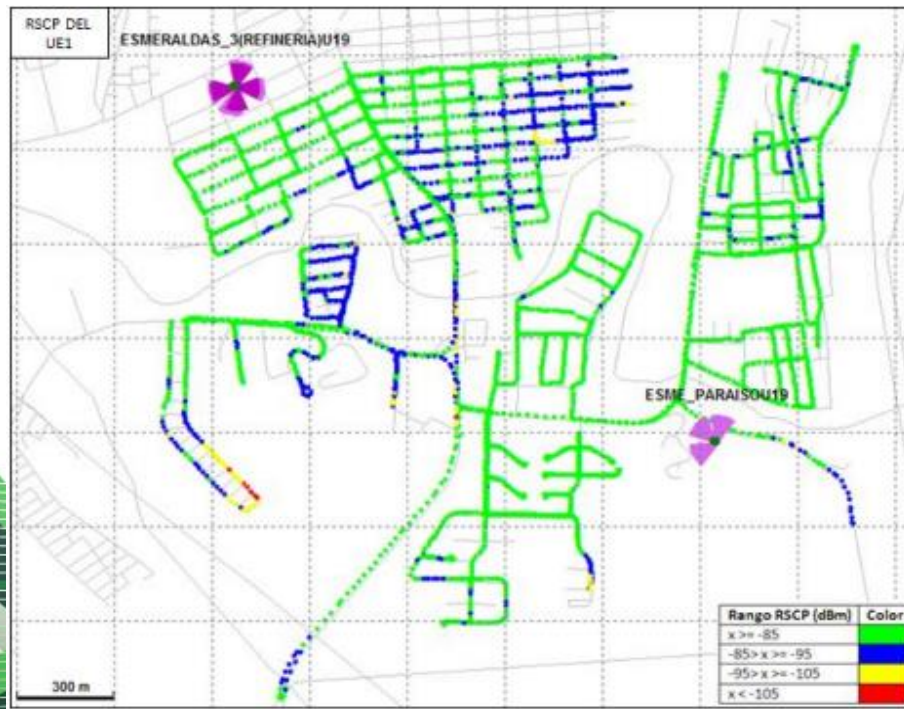 RSCP DEL
UE1
ESMERALDAS_3(REFINERIA)U19
ESME_PARAISOU19
300 m
Rango RSCP (dBm) Color
x >= -85
-85> x >= -95
-95> x >= -105
x < -105